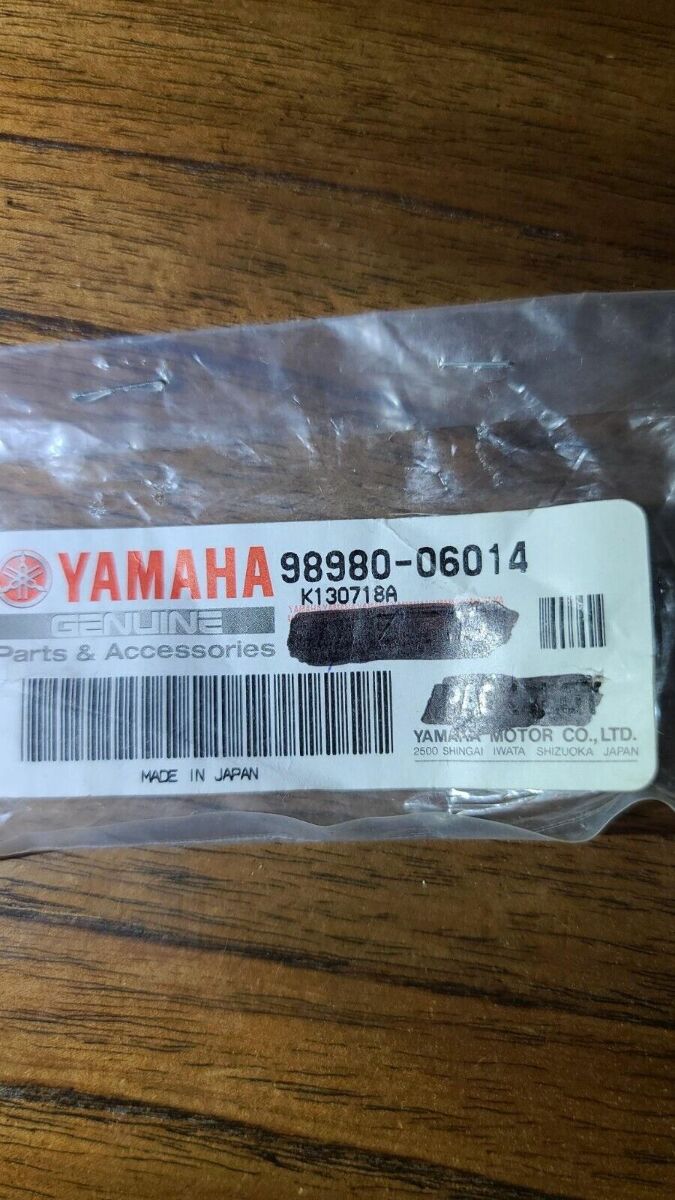 YAMAHA 98980-06014
K130718A
GENUINE
Parts & Accessories
YAMAHA MOTOR CO., LTD.
2500 SHINGAI IWATA SHIZUOKA JAPAN
MADE IN JAPAN